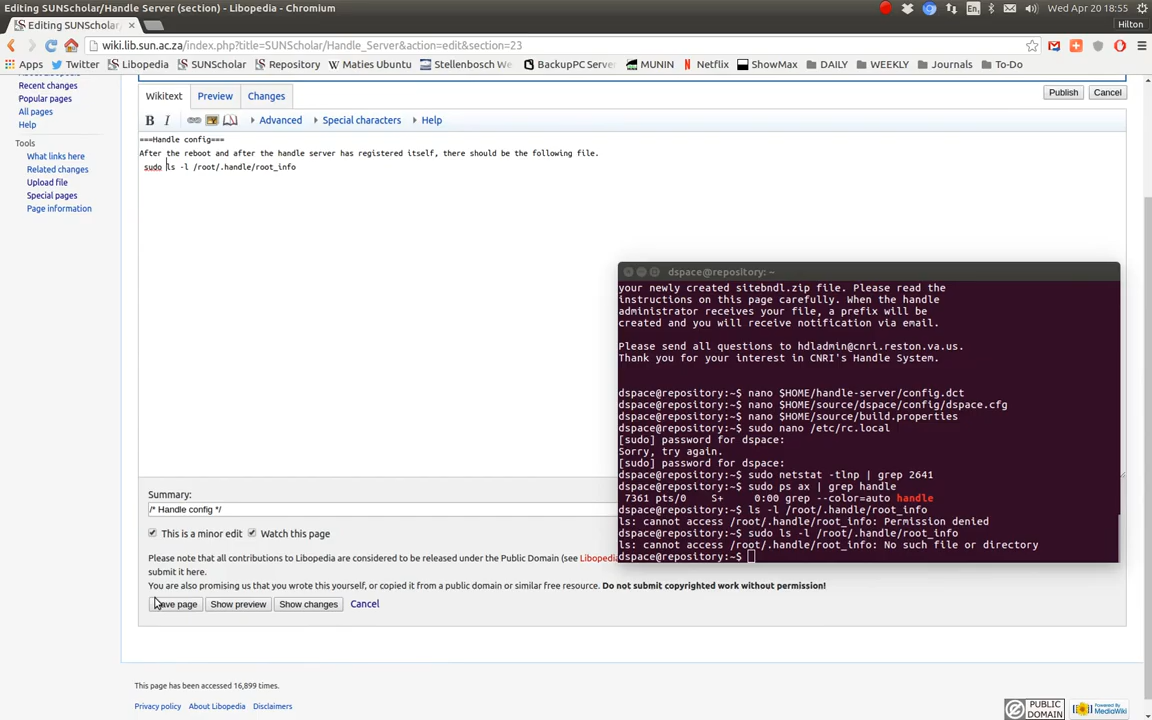 Editing SUNScholar/Handle Server (section) - Libopedia - Chromium
En
Wed Apr 20 18:55
Editing SUNScholar/H
Hilton
wiki.lib.sun.ac.za/index.php?title=SUNScholar/Handle_Server&action=edit&section=23
Apps Twitter Libopedia SUNScholar Repository Maties Ubuntu Stellenbosch We BackupPC Serve MUNIN Netflix ShowMax DAILY WEEKLY Journals To-Do
Recent changes
Popular pages
All pages
Help
Tools
What links here
Related changes
Upload file
Special pages
Page information
Wikitext Preview Changes
Publish Cancel
B I Advanced Special characters Help
===Handle config===
After the reboot and after the handle server has registered itself, there should be the following file.
sudo ls -l /root/.handle/root_info
dspace@repository: ~
your newly created sitebndl.zip file. Please read the
instructions on this page carefully. When the handle
administrator receives your file, a prefix will be
created and you will receive notification via email.
Please send all questions to hdladmin@cnri.reston.va.us.
Thank you for your interest in CNRI's Handle System.
dspace@repository:~$ nano $HOME/handle-server/config.dct
dspace@repository:~$ nano $HOME/source/dspace/config/dspace.cfg
dspace@repository:~$ nano $HOME/source/build.properties
dspace@repository:~$ sudo nano /etc/rc.local
[sudo] password for dspace:
Sorry, try again.
[sudo] password for dspace:
dspace@repository:~$ sudo netstat -tlnp | grep 2641
dspace@repository:~$ sudo ps ax | grep handle
7361 pts/0 S+ 0:00 grep --color=auto handle
dspace@repository:~$ ls -l /root/.handle/root_info
ls: cannot access /root/.handle/root_info: Permission denied
dspace@repository:~$ sudo ls -l /root/.handle/root_info
ls: cannot access /root/.handle/root_info: No such file or directory
dspace@repository:~$
Summary:
/* Handle config */
This is a minor edit Watch this page
Please note that all contributions to Libopedia are considered to be released under the Public Domain (see Libopedia
submit it here.
You are also promising us that you wrote this yourself, or copied it from a public domain or similar free resource. Do not submit copyrighted work without permission!
page Show preview Show changes Cancel
This page has been accessed 16,899 times.
Privacy policy About Libopedia Disclaimers
PUBLIC DOMAIN
Powered By MediaWiki